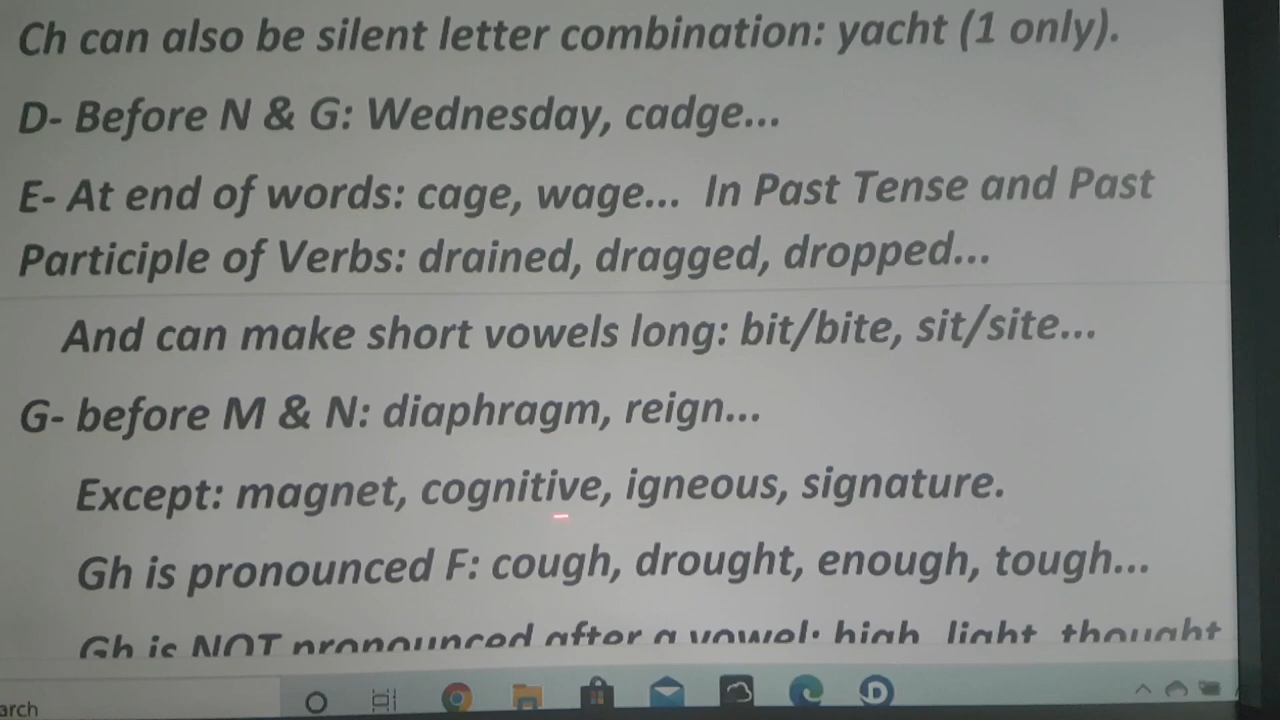 Ch can also be silent letter combination: yacht (1 only).
D- Before N & G: Wednesday, cadge...
E- At end of words: cage, wage... In Past Tense and Past
Participle of Verbs: drained, dragged, dropped...
And can make short vowels long: bit/bite, sit/site...
G- before M & N: diaphragm, reign...
Except: magnet, cognitive, igneous, signature.
Gh is pronounced F: cough, drought, enough, tough...
Gh is NOT pronounced after a vowel: high light thought
arch